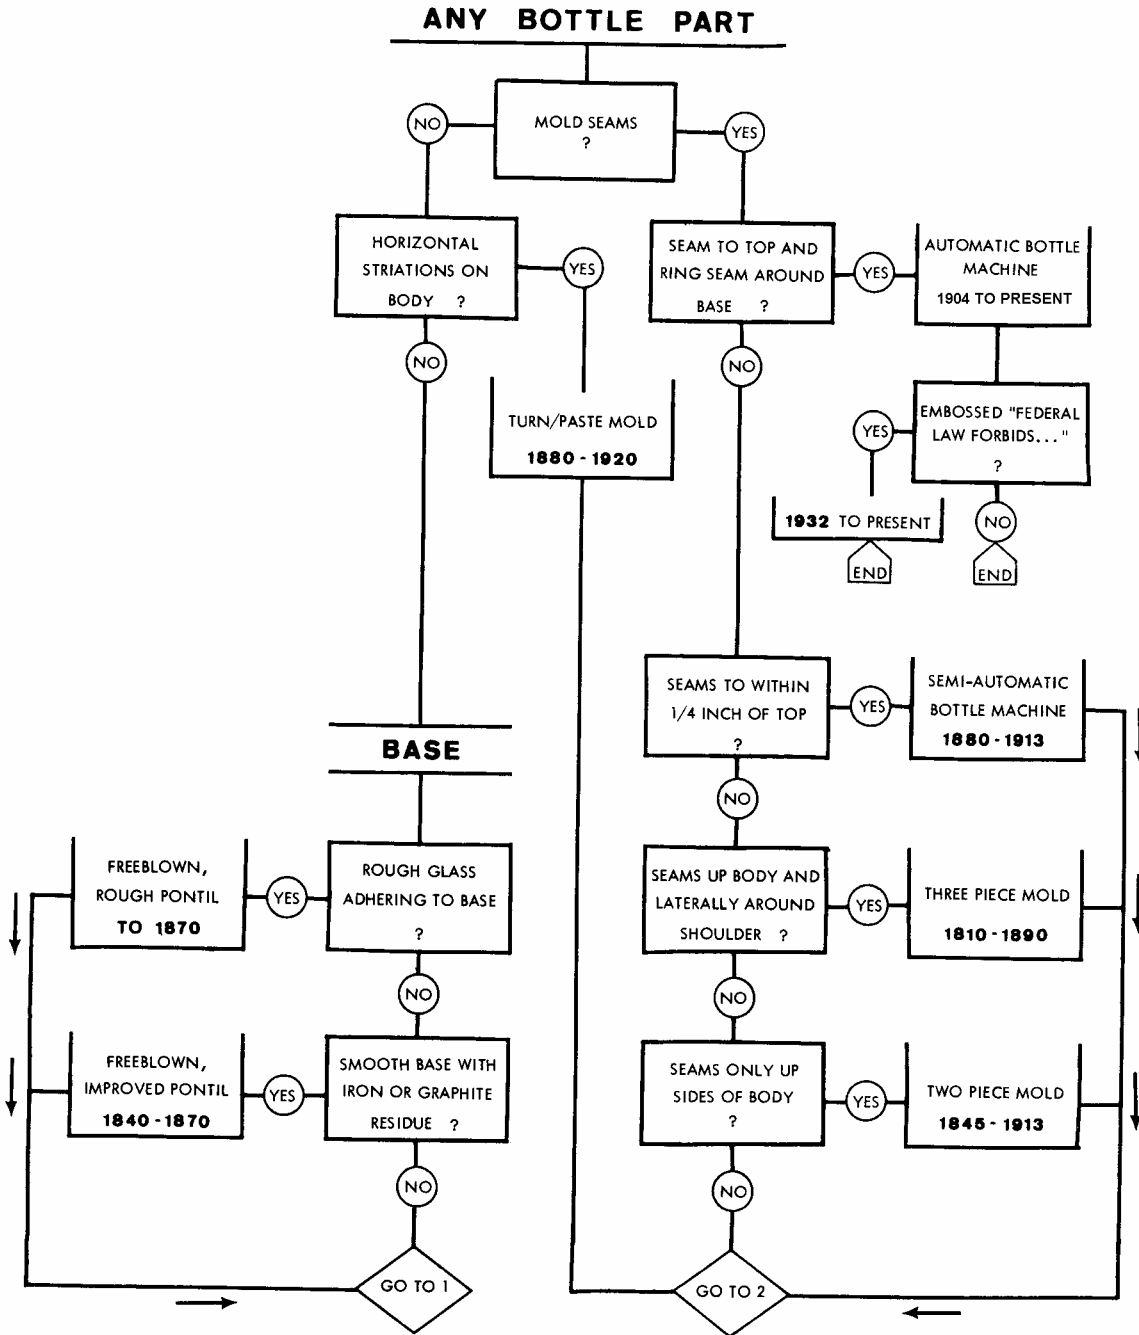 ANY BOTTLE PART
MOLD SEAMS
?
NO
YES
HORIZONTAL
STRIATIONS ON
BODY ?
YES
NO
SEAM TO TOP AND
RING SEAM AROUND
BASE ?
YES
NO
AUTOMATIC BOTTLE
MACHINE
1904 TO PRESENT
TURN/PASTE MOLD
1880 - 1920
EMBOSSED "FEDERAL
LAW FORBIDS..."
?
YES
NO
1932 TO PRESENT
END
END
SEAMS TO WITHIN
1/4 INCH OF TOP
?
YES
NO
SEMI-AUTOMATIC
BOTTLE MACHINE
1880 - 1913
BASE
ROUGH GLASS
ADHERING TO BASE
?
YES
NO
FREEBLOWN,
ROUGH PONTIL
TO 1870
SEAMS UP BODY AND
LATERALLY AROUND
SHOULDER ?
YES
NO
THREE PIECE MOLD
1810 - 1890
SMOOTH BASE WITH
IRON OR GRAPHITE
RESIDUE ?
YES
NO
FREEBLOWN,
IMPROVED PONTIL
1840 - 1870
SEAMS ONLY UP
SIDES OF BODY
?
YES
NO
TWO PIECE MOLD
1845 - 1913
GO TO 1
GO TO 2